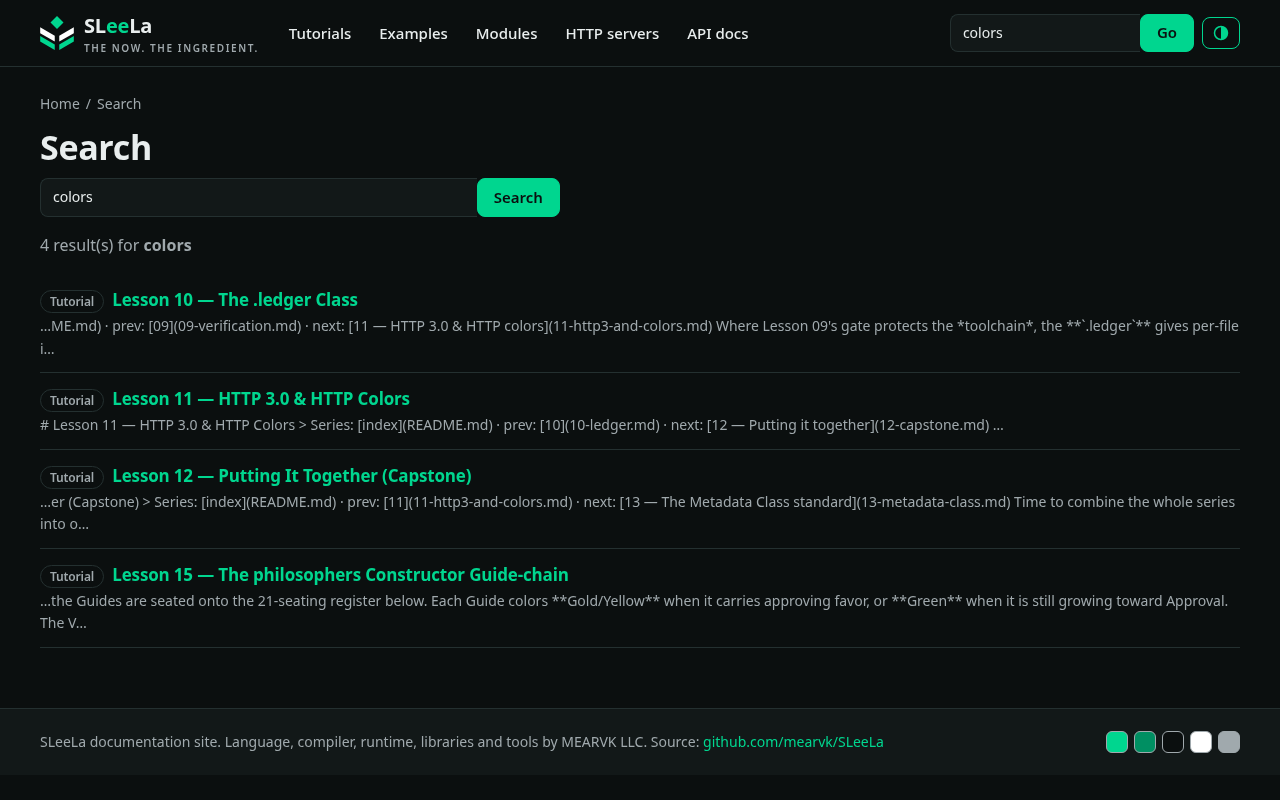 SLeeLa
THE NOW. THE INGREDIENT.
Tutorials
Examples
Modules
HTTP servers
API docs
colors
Go
Home / Search
Search
colors
Search
4 result(s) for colors
Tutorial Lesson 10 — The .ledger Class
...ME.md) · prev: [09](09-verification.md) · next: [11 — HTTP 3.0 & HTTP colors](11-http3-and-colors.md) Where Lesson 09's gate protects the *toolchain*, the **`.ledger`** gives per-file
i...
Tutorial Lesson 11 — HTTP 3.0 & HTTP Colors
# Lesson 11 — HTTP 3.0 & HTTP Colors > Series: [index](README.md) · prev: [10](10-ledger.md) · next: [12 — Putting it together](12-capstone.md) ...
Tutorial Lesson 12 — Putting It Together (Capstone)
...er (Capstone) > Series: [index](README.md) · prev: [11](11-http3-and-colors.md) · next: [13 — The Metadata Class standard](13-metadata-class.md) Time to combine the whole series
into o...
Tutorial Lesson 15 — The philosophers Constructor Guide-chain
...the Guides are seated onto the 21-seating register below. Each Guide colors **Gold/Yellow** when it carries approving favor, or **Green** when it is still growing toward Approval.
The V...
SLeeLa documentation site. Language, compiler, runtime, libraries and tools by MEARVK LLC. Source: github.com/mearvk/SLeeLa